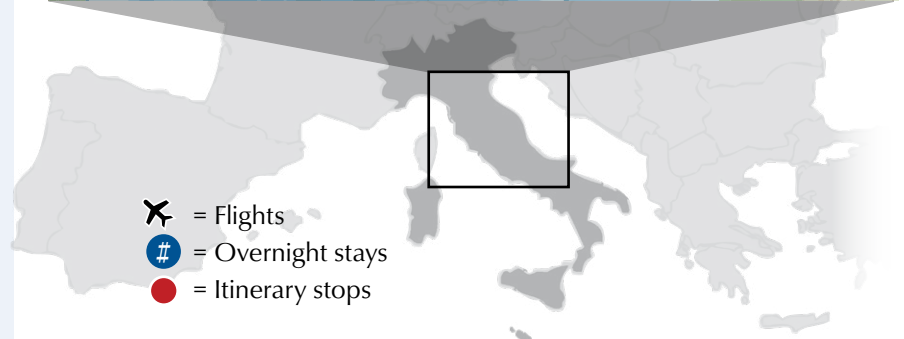 = Flights
# = Overnight stays
= Itinerary stops